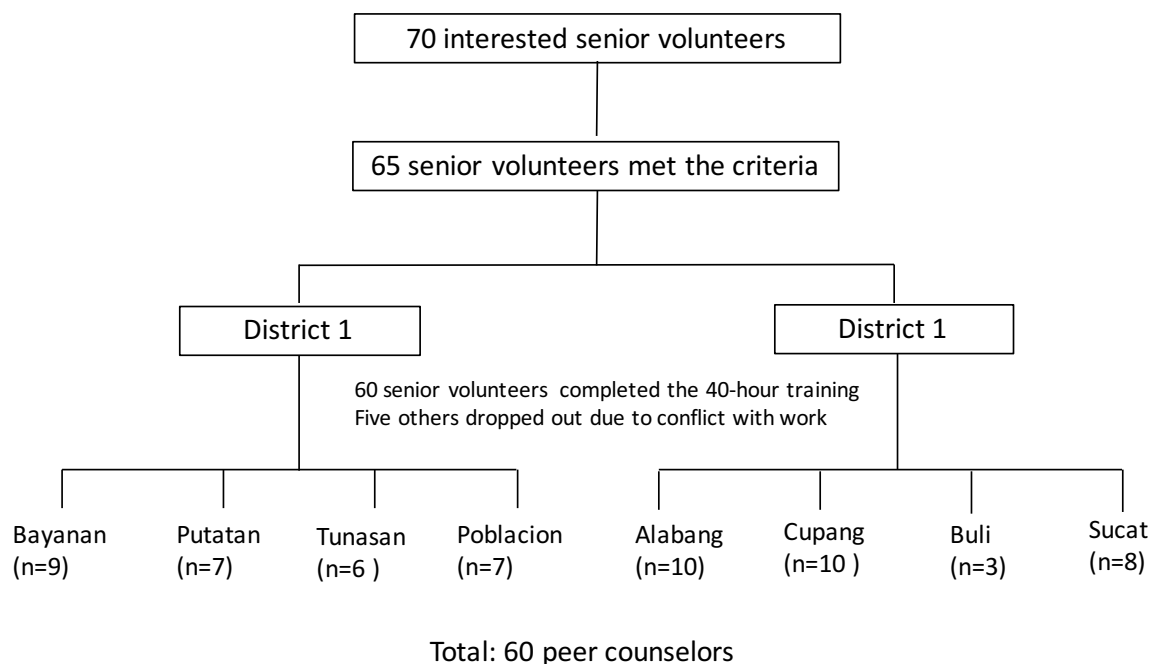 70 interested senior volunteers
65 senior volunteers met the criteria
District 1
District 1
60 senior volunteers completed the 40-hour training
Five others dropped out due to conflict with work
Bayanan
(n=9)
Putatan
(n=7)
Tunasan
(n=6 )
Poblacion
(n=7)
Alabang
(n=10)
Cupang
(n=10 )
Buli
(n=3)
Sucat
(n=8)
Total: 60 peer counselors